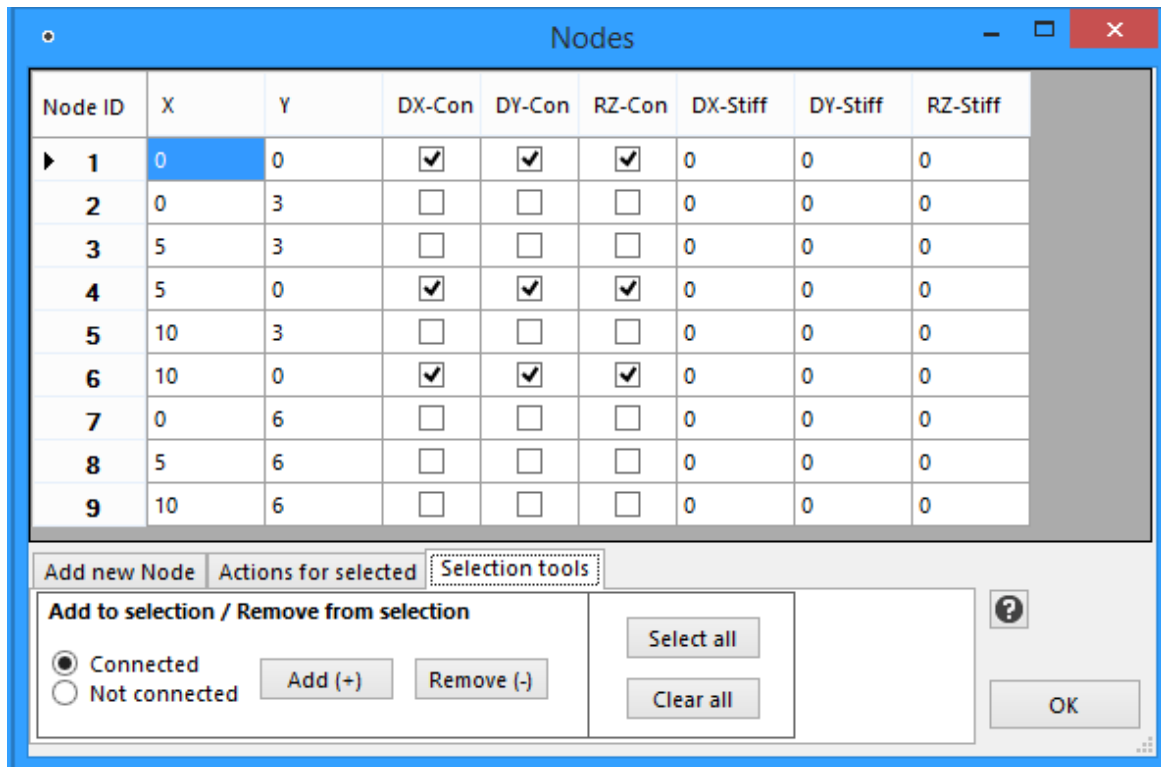 Nodes
Node ID X Y DX-Con DY-Con RZ-Con DX-Stiff DY-Stiff RZ-Stiff
1 0 0 0 0 0
2 0 3 0 0 0
3 5 3 0 0 0
4 5 0 0 0 0
5 10 3 0 0 0
6 10 0 0 0 0
7 0 6 0 0 0
8 5 6 0 0 0
9 10 6 0 0 0
Add new Node Actions for selected Selection tools
Add to selection / Remove from selection
Connected
Not connected
Add (+) Remove (-)
Select all
Clear all
?
OK